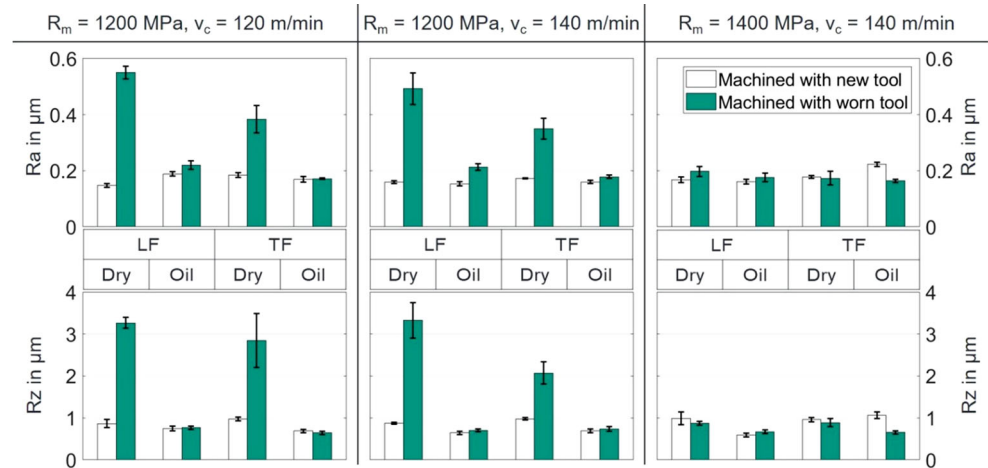 Rₘ = 1200 MPa, v꜀ = 120 m/min
Rₘ = 1200 MPa, v꜀ = 140 m/min
Rₘ = 1400 MPa, v꜀ = 140 m/min
Ra in µm
0.6
0.4
0.2
0
Machined with new tool
Machined with worn tool
0.6
0.4
0.2
0
Ra in µm
LF TF LF TF LF TF
Dry Oil Dry Oil Dry Oil Dry Oil Dry Oil Dry Oil
Rz in µm
4
3
2
1
0
4
3
2
1
0
Rz in µm